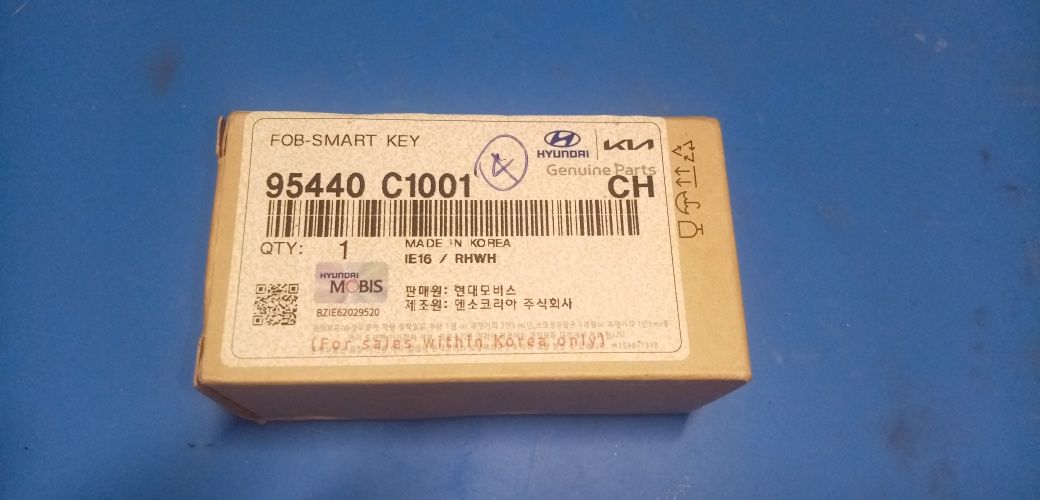 FOB-SMART KEY
4
HYUNDAI
KIA
Genuine Parts
95440 C1001
CH
QTY: 1
MADE IN KOREA
IE16 / RHWH
HYUNDAI
MOBIS
판매원: 현대모비스
제조원: 덴소코리아 주식회사
BZIE62029520
(For sales within Korea only)